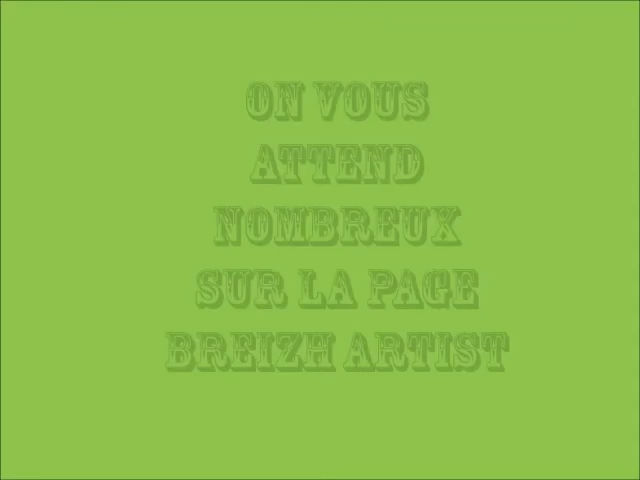 ON VOUS
ATTEND
NOMBREUX
SUR LA PAGE
BREIZH ARTIST